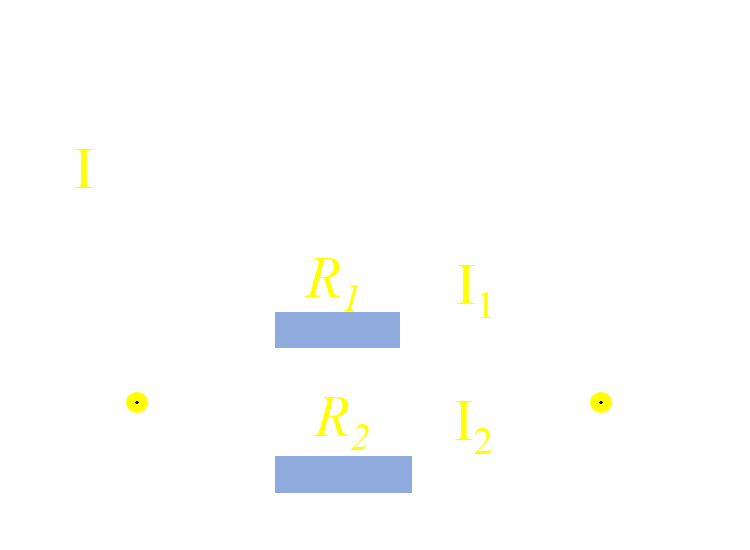 I
R₁ I₁
R₂ I₂